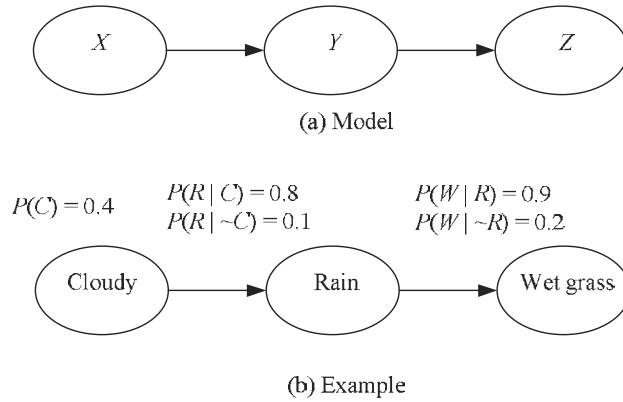 X Y Z
(a) Model
P(C) = 0.4
P(R | C) = 0.8
P(R | ~C) = 0.1
P(W | R) = 0.9
P(W | ~R) = 0.2
Cloudy Rain Wet grass
(b) Example